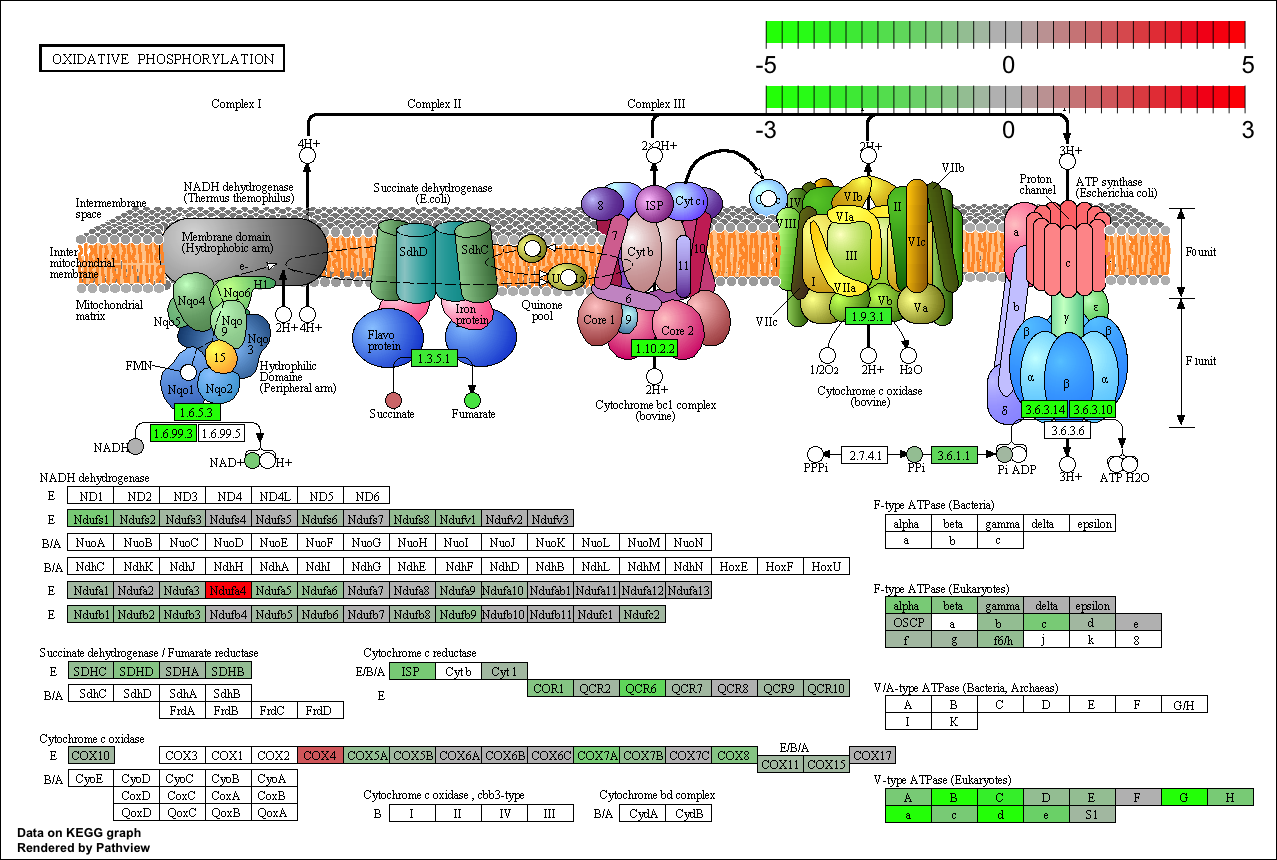 -5 0 5
OXIDATIVE PHOSPHORYLATION
Complex I Complex II Complex III
-3 0 3
4H+ 2×2H+ 2H+ 3H+
NADH dehydrogenase
(Thermus themophilus)
Succinate dehydrogenase
(E.coli)
VIIb
Proton
channel
ATP synthase
(Escherichia coli)
Intermembrane
space
8 ISP Cyt c1
IV VIb II
VIII VIa
Membrane domain
(Hydrophobic arm)
SdhD SdhC
7 Cyt b 10 11
VIc III
a c
Inner
mitochondrial
membrane
F0 unit
e-
H1
I VIIa
6
Nqo4 Nqo6
b
Mitochondrial
matrix
Quinone
pool
Vb Va
γ ε
Nqo5 Nqo
9
2H+ 4H+
Iron
protein
Core 1 9 Core 2
VIIc 1.9.3.1
Nqo
3
Flavo
protein
β β
1.10.2.2
15
1.3.5.1
F1unit
FMN
Hydrophilic
Domaine
(Peripheral arm)
1/2O2 2H+ H2O
α β α
Nqo1 Nqo2
2H+
Cytochrome c oxidase
(bovine)
Succinate Fumarate
Cytochrome bc1 complex
(bovine)
δ
1.6.5.3
3.6.3.14 3.6.3.10
1.6.99.3 1.6.99.5
3.6.3.6
NADH
NAD+ H+
2.7.4.1 3.6.1.1
PPPi PPi Pi ADP
3H+ ATP H2O
NADH dehydrogenase
E ND1 ND2 ND3 ND4 ND4L ND5 ND6
E Ndufs1 Ndufs2 Ndufs3 Ndufs4 Ndufs5 Ndufs6 Ndufs7 Ndufs8 Ndufv1 Ndufv2 Ndufv3
B/A NuoA NuoB NuoC NuoD NuoE NuoF NuoG NuoH NuoI NuoJ NuoK NuoL NuoM NuoN
B/A NdhC NdhK NdhJ NdhH NdhA NdhI NdhG NdhE NdhF NdhD NdhB NdhL NdhM NdhN HoxE HoxF HoxU
E Ndufa1 Ndufa2 Ndufa3 Ndufa4 Ndufa5 Ndufa6 Ndufa7 Ndufa8 Ndufa9 Ndufa10 Ndufab1 Ndufa11 Ndufa12 Ndufa13
E Ndufb1 Ndufb2 Ndufb3 Ndufb4 Ndufb5 Ndufb6 Ndufb7 Ndufb8 Ndufb9 Ndufb10 Ndufb11 Ndufc1 Ndufc2
F-type ATPase (Bacteria)
alpha beta gamma delta epsilon
a b c
F-type ATPase (Eukaryotes)
alpha beta gamma delta epsilon
OSCP a b c d e
f g f6/h j k 8
Succinate dehydrogenase / Fumarate reductase
E SDHC SDHD SDHA SDHB
B/A SdhC SdhD SdhA SdhB
FrdA FrdB FrdC FrdD
Cytochrome c reductase
E/B/A ISP Cyt b Cyt 1
E COR1 QCR2 QCR6 QCR7 QCR8 QCR9 QCR10
V/A-type ATPase (Bacteria, Archaeas)
A B C D E F G/H
I K
Cytochrome c oxidase
E COX10 COX3 COX1 COX2 COX4 COX5A COX5B COX6A COX6B COX6C COX7A COX7B COX7C COX8 COX17
E/B/A
COX11 COX15
B/A CyoE CyoD CyoC CyoB CyoA
CoxD CoxC CoxA CoxB
QoxD QoxC QoxB QoxA
Cytochrome c oxidase , cbb3-type
B I II IV III
Cytochrome bd complex
B/A CydA CydB
V-type ATPase (Eukaryotes)
A B C D E F G H
a c d e S1
Data on KEGG graph
Rendered by Pathview